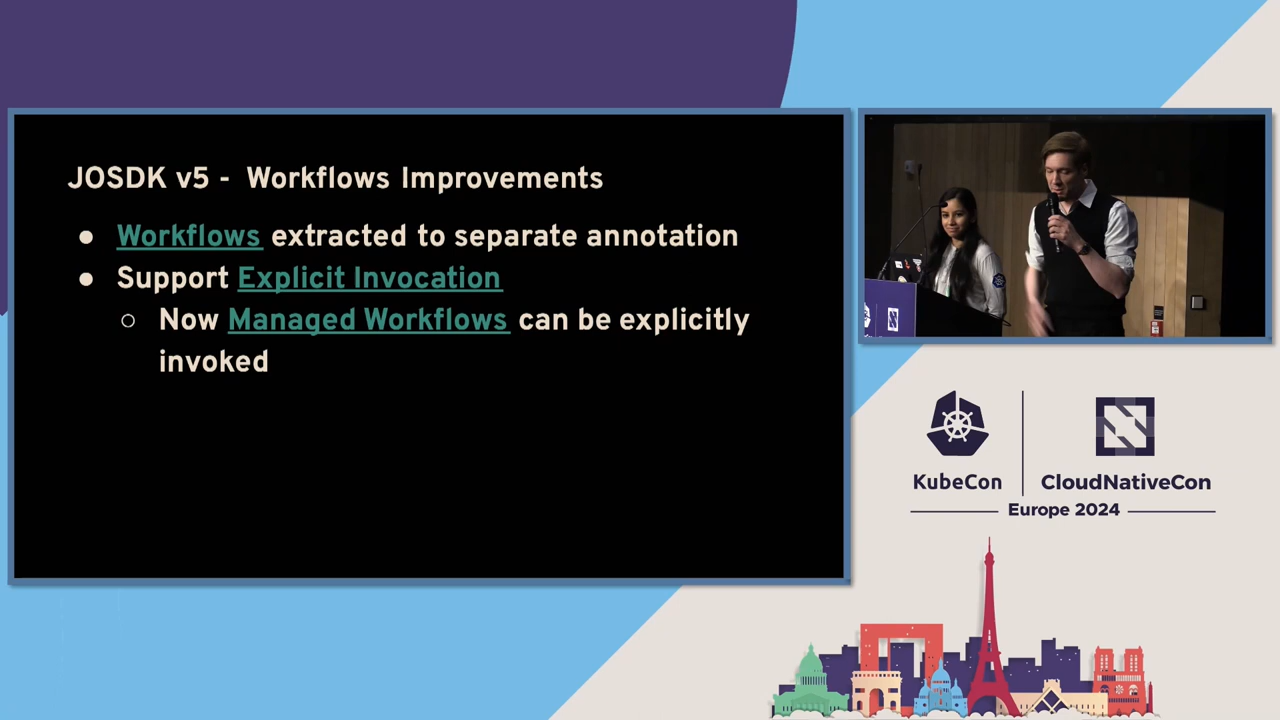 JOSDK v5 - Workflows Improvements
● Workflows extracted to separate annotation
● Support Explicit Invocation
○ Now Managed Workflows can be explicitly
invoked
KubeCon
CloudNativeCon
Europe 2024